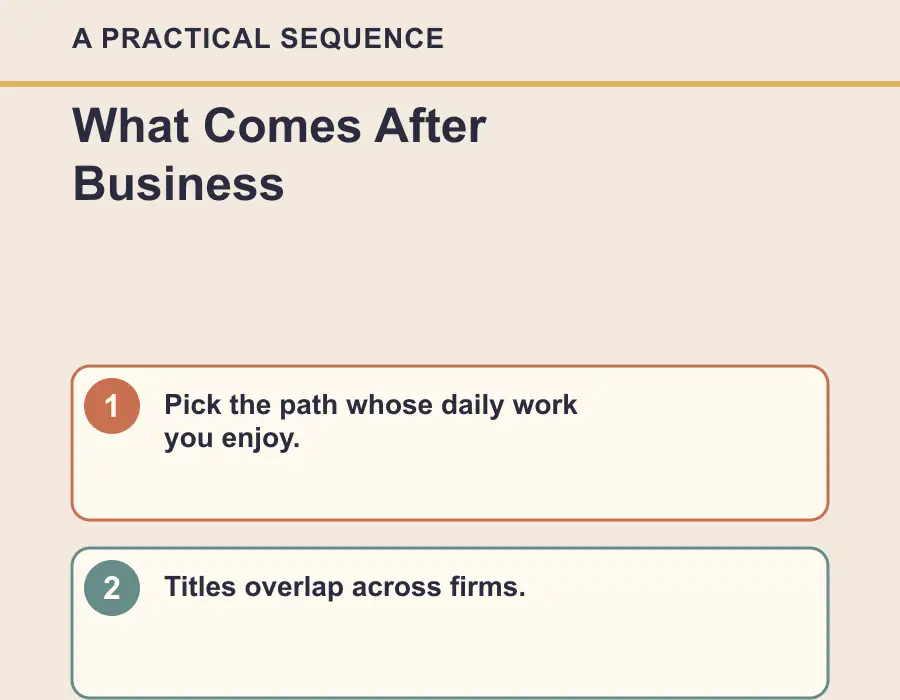 A PRACTICAL SEQUENCE
What Comes After
Business
1
Pick the path whose daily work
you enjoy.
2
Titles overlap across firms.